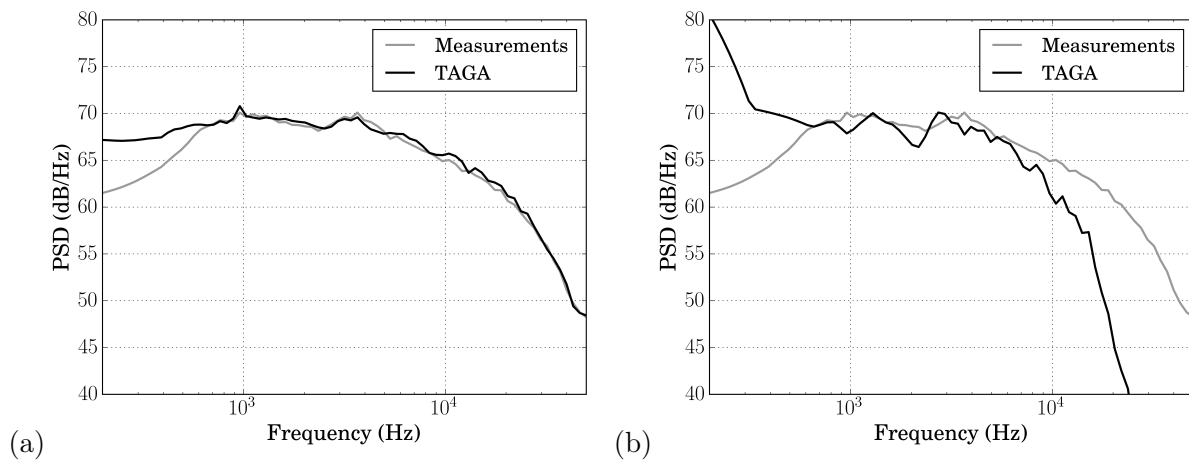 80
75
70
65
60
55
50
45
40
PSD (dB/Hz)
Measurements
TAGA
10³
10⁴
Frequency (Hz)
(a)
80
75
70
65
60
55
50
45
40
PSD (dB/Hz)
Measurements
TAGA
10³
10⁴
Frequency (Hz)
(b)